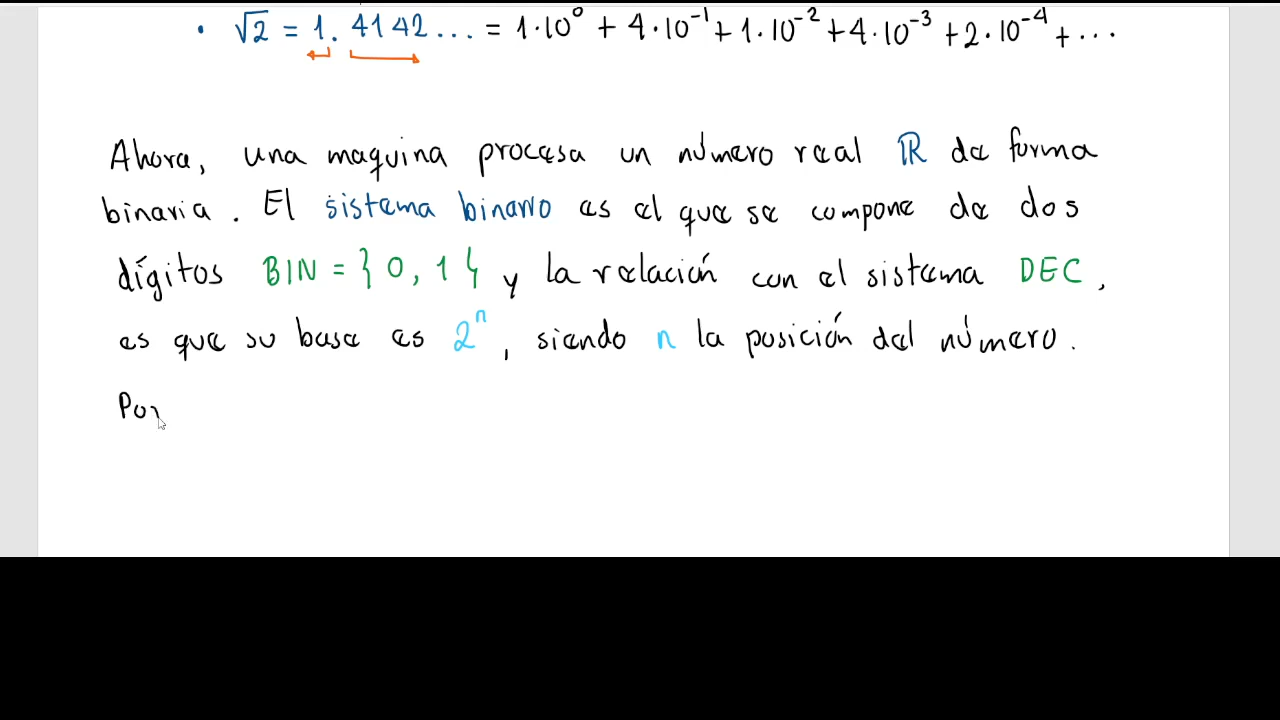 • √2 = 1.4142... = 1·10⁰ + 4·10⁻¹ + 1·10⁻² + 4·10⁻³ + 2·10⁻⁴ + ...
Ahora, una maquina procesa un número real ℝ de forma
binaria. El sistema binario es el que se compone de dos
dígitos BIN = } 0, 1 { y la relación con el sistema DEC,
es que su base es 2ⁿ, siendo n la posición del número.
Por